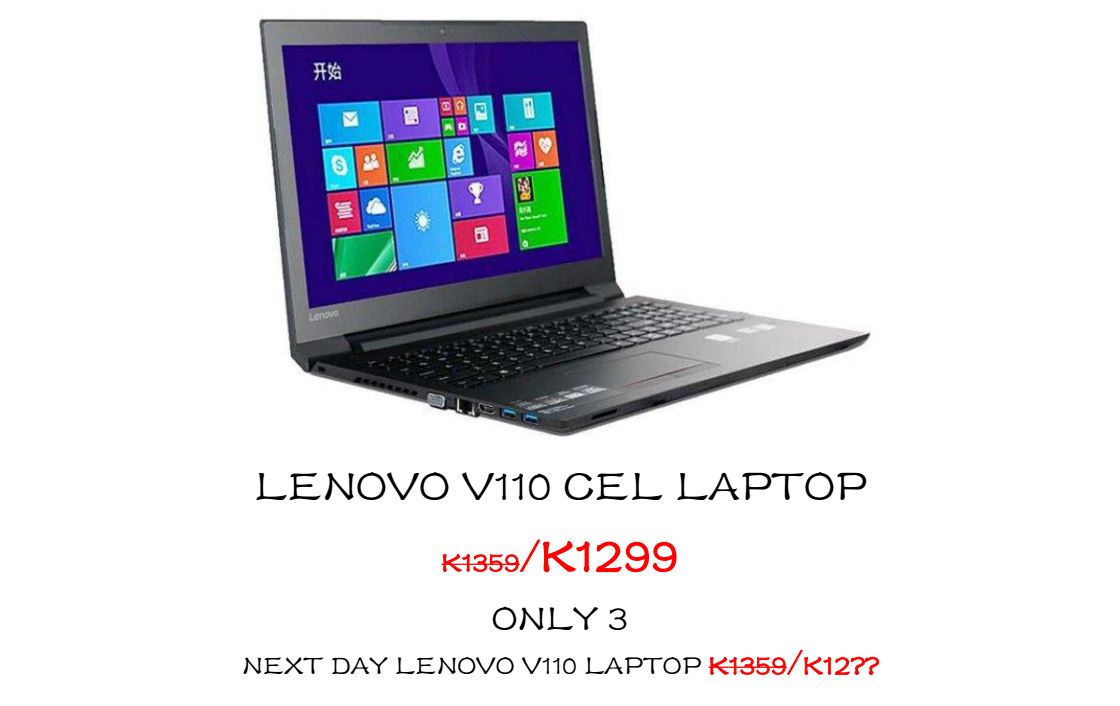 开始
Lenovo
LENOVO V110 CEL LAPTOP
K1359/K1299
ONLY 3
NEXT DAY LENOVO V110 LAPTOP K1359/K12??